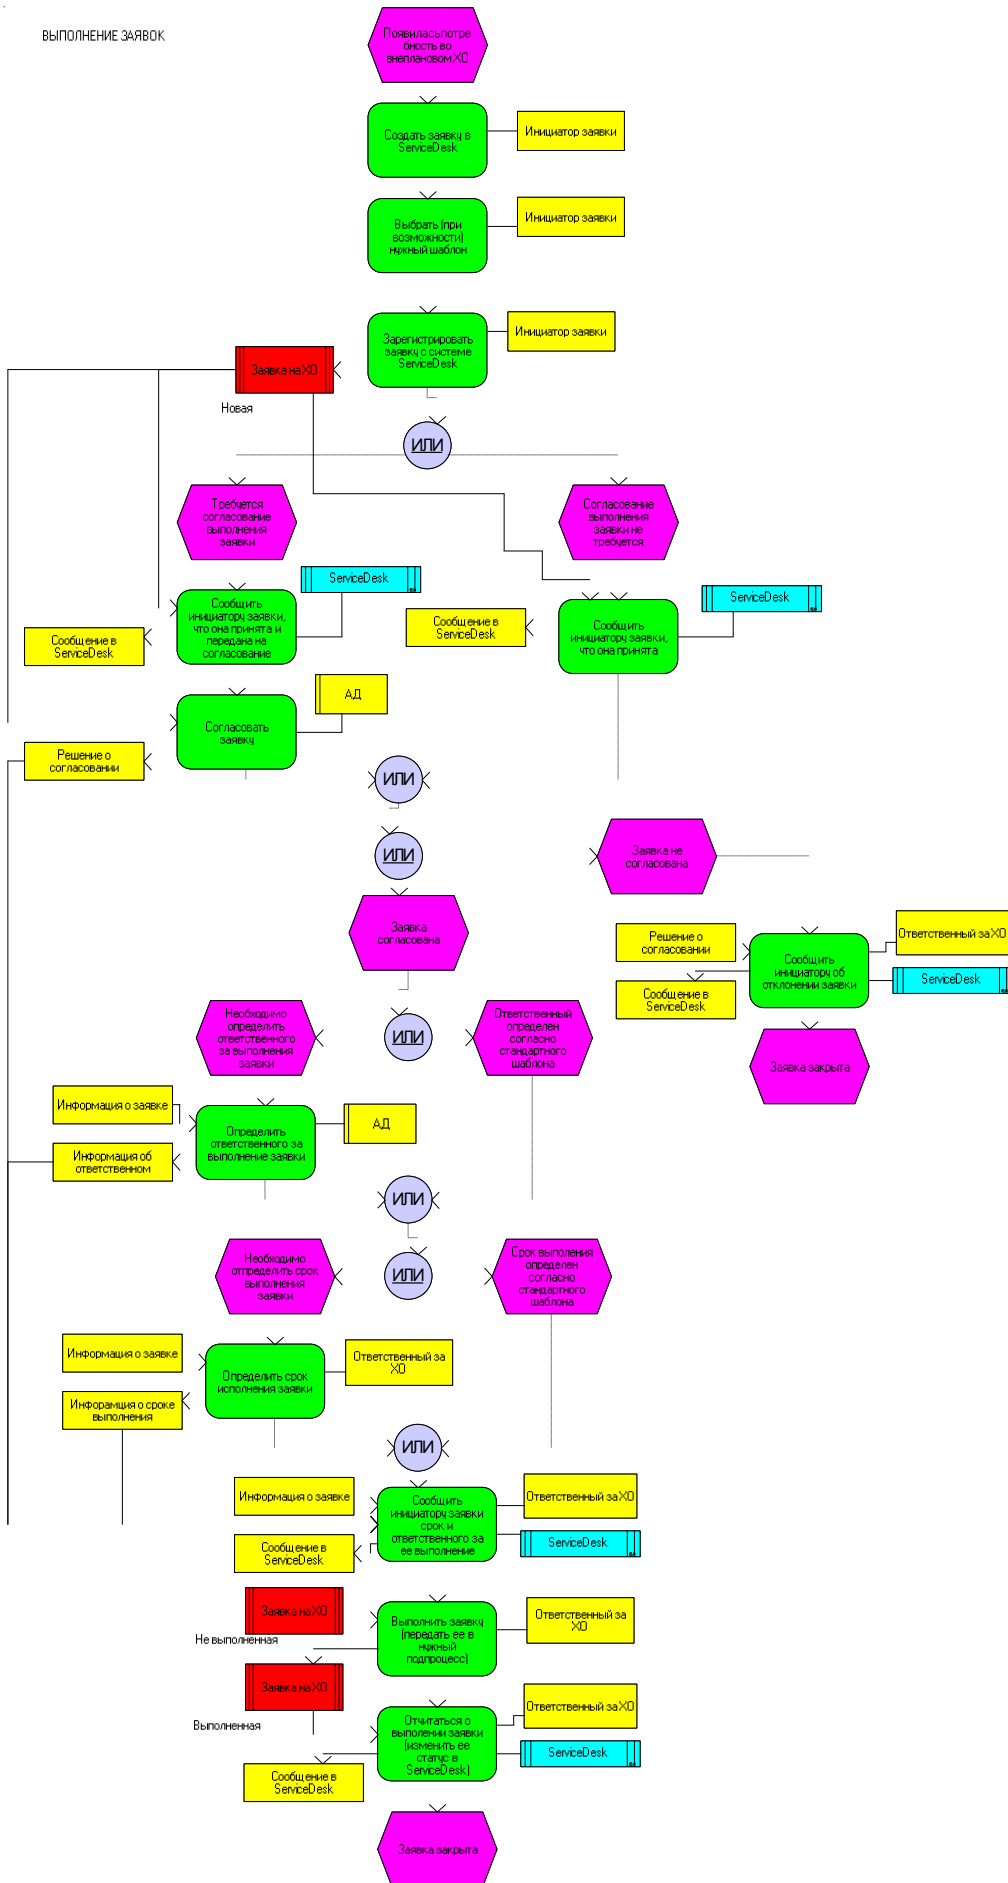 ВЫПОЛНЕНИЕ ЗАЯВОК
Появилась потре
бность во
внеплановом ХО
Создать заявку в
ServiceDesk
Инициатор заявки
Выбрать (при
возможности)
нужный шаблон
Инициатор заявки
Зарегистрировать
заявку с системе
ServiceDesk
Инициатор заявки
Заявка на ХО
Новая
ИЛИ
Требуется
согласование
выполнения
заявки
Согласование
выполнения
заявки не
требуется
ServiceDesk
Сообщить
инициатору заявки,
что она принята и
передана на
согласование
Сообщение в
ServiceDesk
ServiceDesk
Сообщение в
ServiceDesk
Сообщить
инициатору заявки,
что она принята
АД
Согласовать
заявку
Решение о
согласовании
ИЛИ
ИЛИ
Заявка не
согласована
Заявка
согласована
Решение о
согласовании
Сообщение в
ServiceDesk
Сообщить
инициатору об
отклонении заявки
Ответственный за ХО
ServiceDesk
Необходимо
определить
ответственного
за выполнения
заявки
ИЛИ
Ответственный
определен
согласно
стандартного
шаблона
Заявка закрыта
Информация о заявке
Информация об
ответственном
Определить
ответственного за
выполнение заявки
АД
ИЛИ
Необходимо
отпределить срок
выполнения
заявки
ИЛИ
Срок выполения
определен
согласно
стандартного
шаблона
Информация о заявке
Инфорамция о сроке
выполнения
Определить срок
исполнения заявки
Ответственный за
ХО
ИЛИ
Информация о заявке
Сообщение в
ServiceDesk
Сообщить
инициатору заявки
срок и
ответственного за
ее выполнение
Ответственный за ХО
ServiceDesk
Заявка на ХО
Не выполненная
Выполнить заявку
(передать ее в
нужный
подпроцесс)
Ответственный за
ХО
Заявка на ХО
Выполненная
Отчитаться о
выполении заявки
(изменить ее
статус в
ServiceDesk)
Ответственный за ХО
ServiceDesk
Сообщение в
ServiceDesk
Заявка закрыта